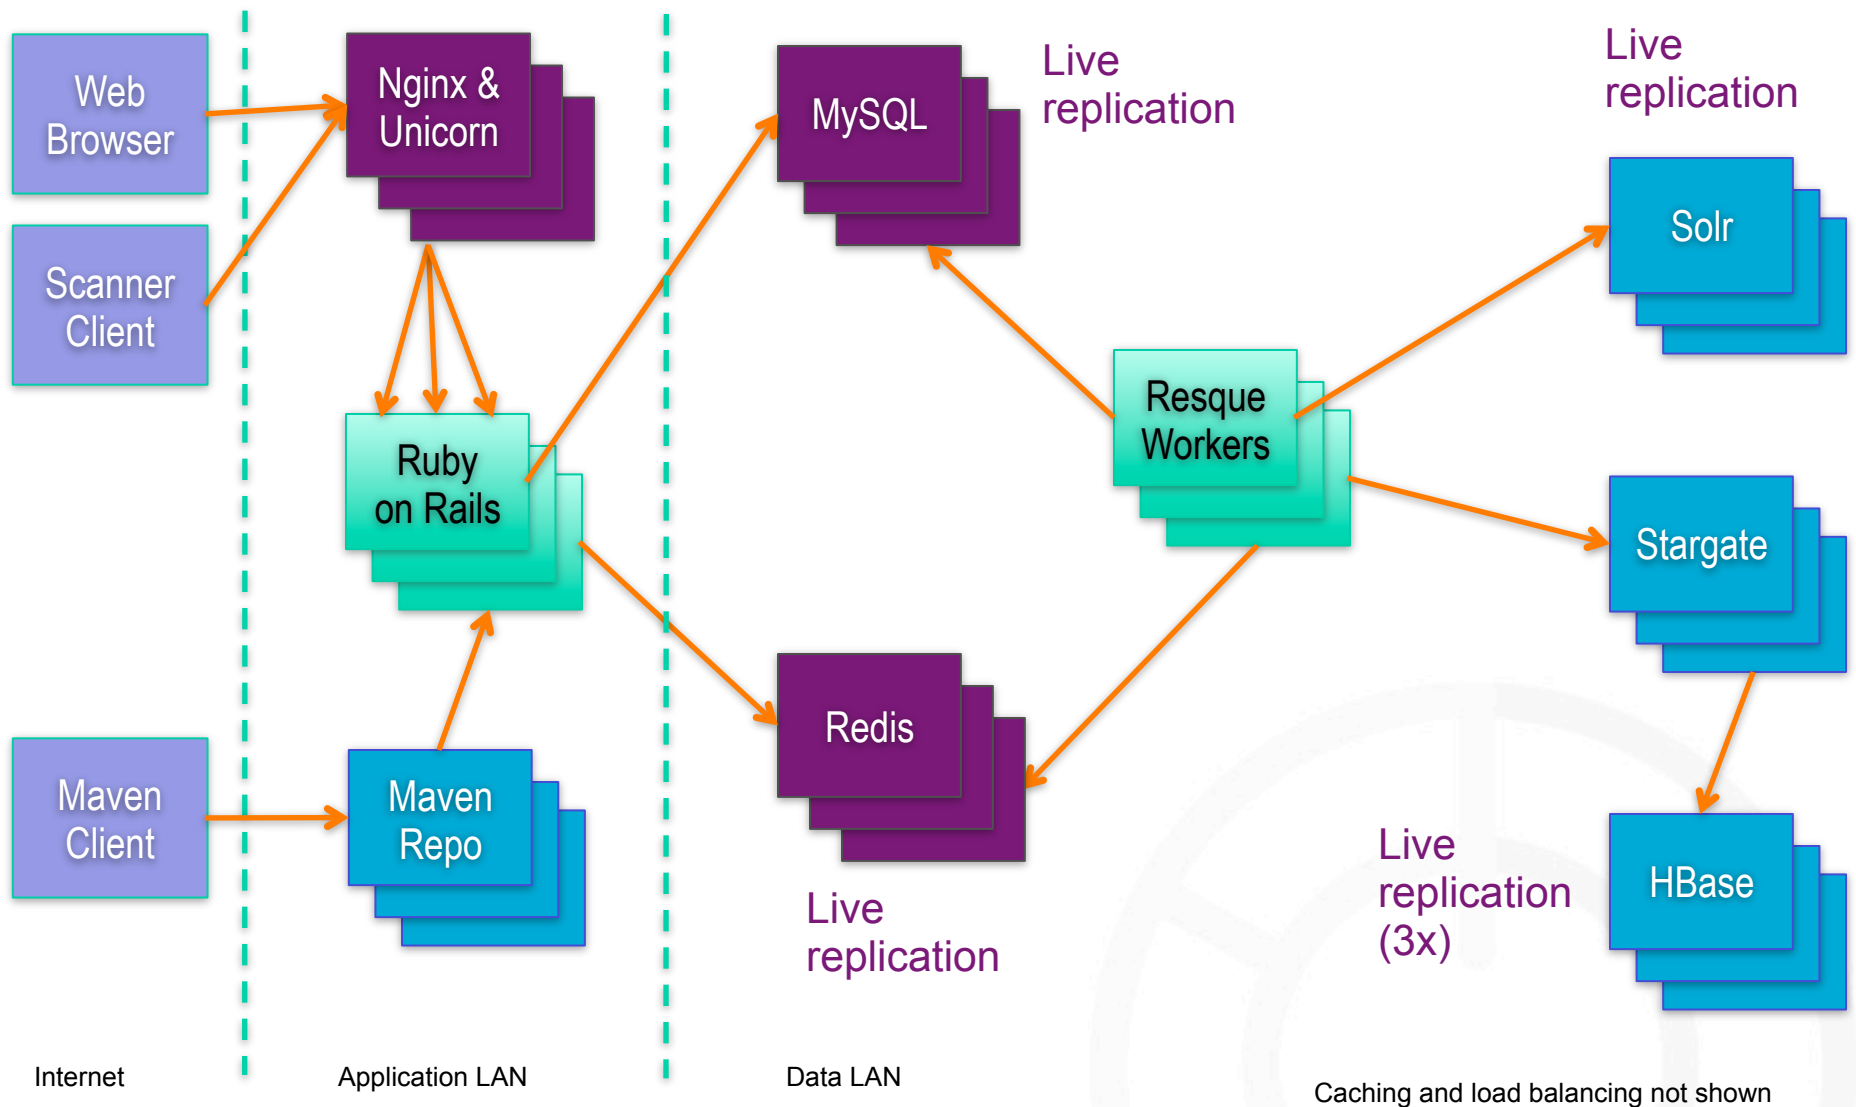 Web
Browser
Scanner
Client
Maven
Client
Internet
Nginx &
Unicorn
Ruby
on Rails
Maven
Repo
Application LAN
MySQL
Live
replication
Redis
Live
replication
Data LAN
Resque
Workers
Live
replication
Solr
Stargate
HBase
Live
replication
(3x)
Caching and load balancing not shown